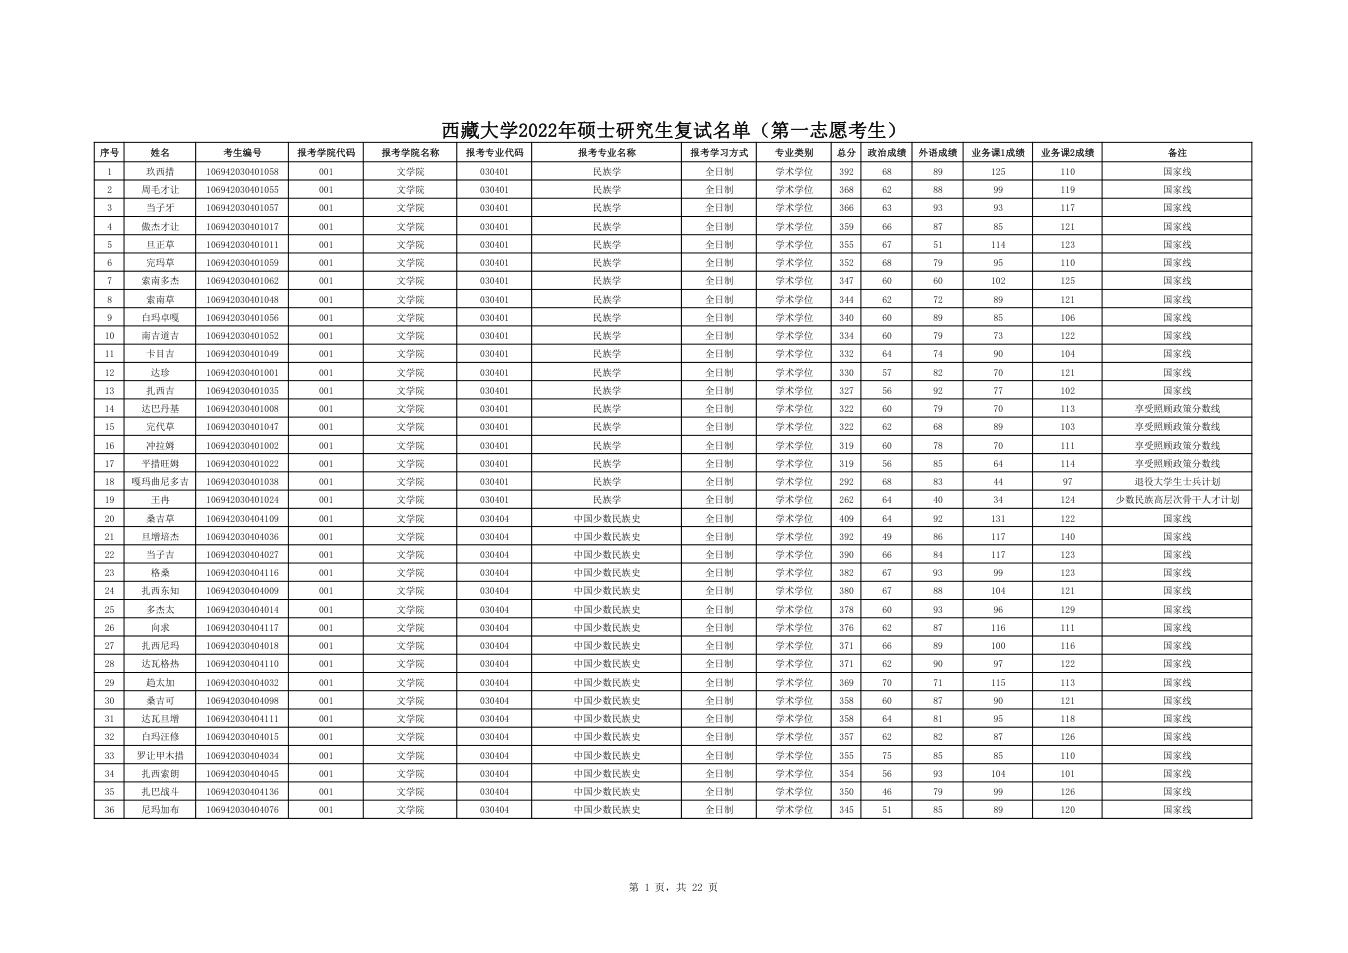 西藏大学2022年硕士研究生复试名单（第一志愿考生）
序号 姓名 考生编号 报考学院代码 报考学院名称 报考专业代码 报考专业名称 报考学习方式 专业类别 总分 政治成绩 外语成绩 业务课1成绩 业务课2成绩 备注
1 玖西措 106942030401058 001 文学院 030401 民族学 全日制 学术学位 392 68 89 125 110 国家线
2 周毛才让 106942030401055 001 文学院 030401 民族学 全日制 学术学位 368 62 88 99 119 国家线
3 当子牙 106942030401057 001 文学院 030401 民族学 全日制 学术学位 366 63 93 93 117 国家线
4 傲杰才让 106942030401017 001 文学院 030401 民族学 全日制 学术学位 359 66 87 85 121 国家线
5 旦正草 106942030401011 001 文学院 030401 民族学 全日制 学术学位 355 67 51 114 123 国家线
6 完玛草 106942030401059 001 文学院 030401 民族学 全日制 学术学位 352 68 79 95 110 国家线
7 索南多杰 106942030401062 001 文学院 030401 民族学 全日制 学术学位 347 60 60 102 125 国家线
8 索南草 106942030401048 001 文学院 030401 民族学 全日制 学术学位 344 62 72 89 121 国家线
9 白玛卓嘎 106942030401056 001 文学院 030401 民族学 全日制 学术学位 340 60 89 85 106 国家线
10 南吉道吉 106942030401052 001 文学院 030401 民族学 全日制 学术学位 334 60 79 73 122 国家线
11 卡目吉 106942030401049 001 文学院 030401 民族学 全日制 学术学位 332 64 74 90 104 国家线
12 达珍 106942030401001 001 文学院 030401 民族学 全日制 学术学位 330 57 82 70 121 国家线
13 扎西吉 106942030401035 001 文学院 030401 民族学 全日制 学术学位 327 56 92 77 102 国家线
14 达巴丹基 106942030401008 001 文学院 030401 民族学 全日制 学术学位 322 60 79 70 113 享受照顾政策分数线
15 完代草 106942030401047 001 文学院 030401 民族学 全日制 学术学位 322 62 68 89 103 享受照顾政策分数线
16 冲拉姆 106942030401002 001 文学院 030401 民族学 全日制 学术学位 319 60 78 70 111 享受照顾政策分数线
17 平措旺姆 106942030401022 001 文学院 030401 民族学 全日制 学术学位 319 56 85 64 114 享受照顾政策分数线
18 嘎玛曲尼多吉 106942030401038 001 文学院 030401 民族学 全日制 学术学位 292 68 83 44 97 退役大学生士兵计划
19 王冉 106942030401024 001 文学院 030401 民族学 全日制 学术学位 262 64 40 34 124 少数民族高层次骨干人才计划
20 桑吉草 106942030404109 001 文学院 030404 中国少数民族史 全日制 学术学位 409 64 92 131 122 国家线
21 旦增培杰 106942030404036 001 文学院 030404 中国少数民族史 全日制 学术学位 392 49 86 117 140 国家线
22 当子吉 106942030404027 001 文学院 030404 中国少数民族史 全日制 学术学位 390 66 84 117 123 国家线
23 格桑 106942030404116 001 文学院 030404 中国少数民族史 全日制 学术学位 382 67 93 99 123 国家线
24 扎西东知 106942030404009 001 文学院 030404 中国少数民族史 全日制 学术学位 380 67 88 104 121 国家线
25 多杰太 106942030404014 001 文学院 030404 中国少数民族史 全日制 学术学位 378 60 93 96 129 国家线
26 向求 106942030404117 001 文学院 030404 中国少数民族史 全日制 学术学位 376 62 87 116 111 国家线
27 扎西尼玛 106942030404018 001 文学院 030404 中国少数民族史 全日制 学术学位 371 66 89 100 116 国家线
28 达瓦格热 106942030404110 001 文学院 030404 中国少数民族史 全日制 学术学位 371 62 90 97 122 国家线
29 趋太加 106942030404032 001 文学院 030404 中国少数民族史 全日制 学术学位 369 70 71 115 113 国家线
30 桑吉可 106942030404098 001 文学院 030404 中国少数民族史 全日制 学术学位 358 60 87 90 121 国家线
31 达瓦旦增 106942030404111 001 文学院 030404 中国少数民族史 全日制 学术学位 358 64 81 95 118 国家线
32 白玛汪修 106942030404015 001 文学院 030404 中国少数民族史 全日制 学术学位 357 62 82 87 126 国家线
33 罗让甲木措 106942030404034 001 文学院 030404 中国少数民族史 全日制 学术学位 355 75 85 85 110 国家线
34 扎西索朗 106942030404045 001 文学院 030404 中国少数民族史 全日制 学术学位 354 56 93 104 101 国家线
35 扎巴战斗 106942030404136 001 文学院 030404 中国少数民族史 全日制 学术学位 350 46 79 99 126 国家线
36 尼玛加布 106942030404076 001 文学院 030404 中国少数民族史 全日制 学术学位 345 51 85 89 120 国家线
第 1 页，共 22 页